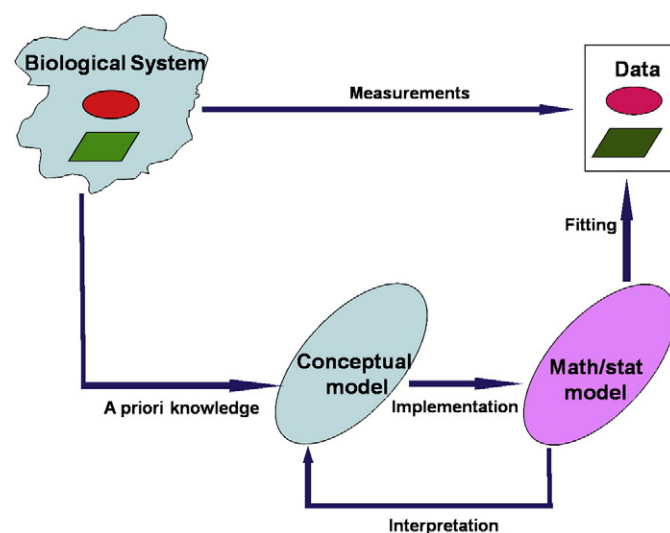 Biological System
Data
Measurements
Fitting
Conceptual
model
Math/stat
model
A priori knowledge
Implementation
Interpretation